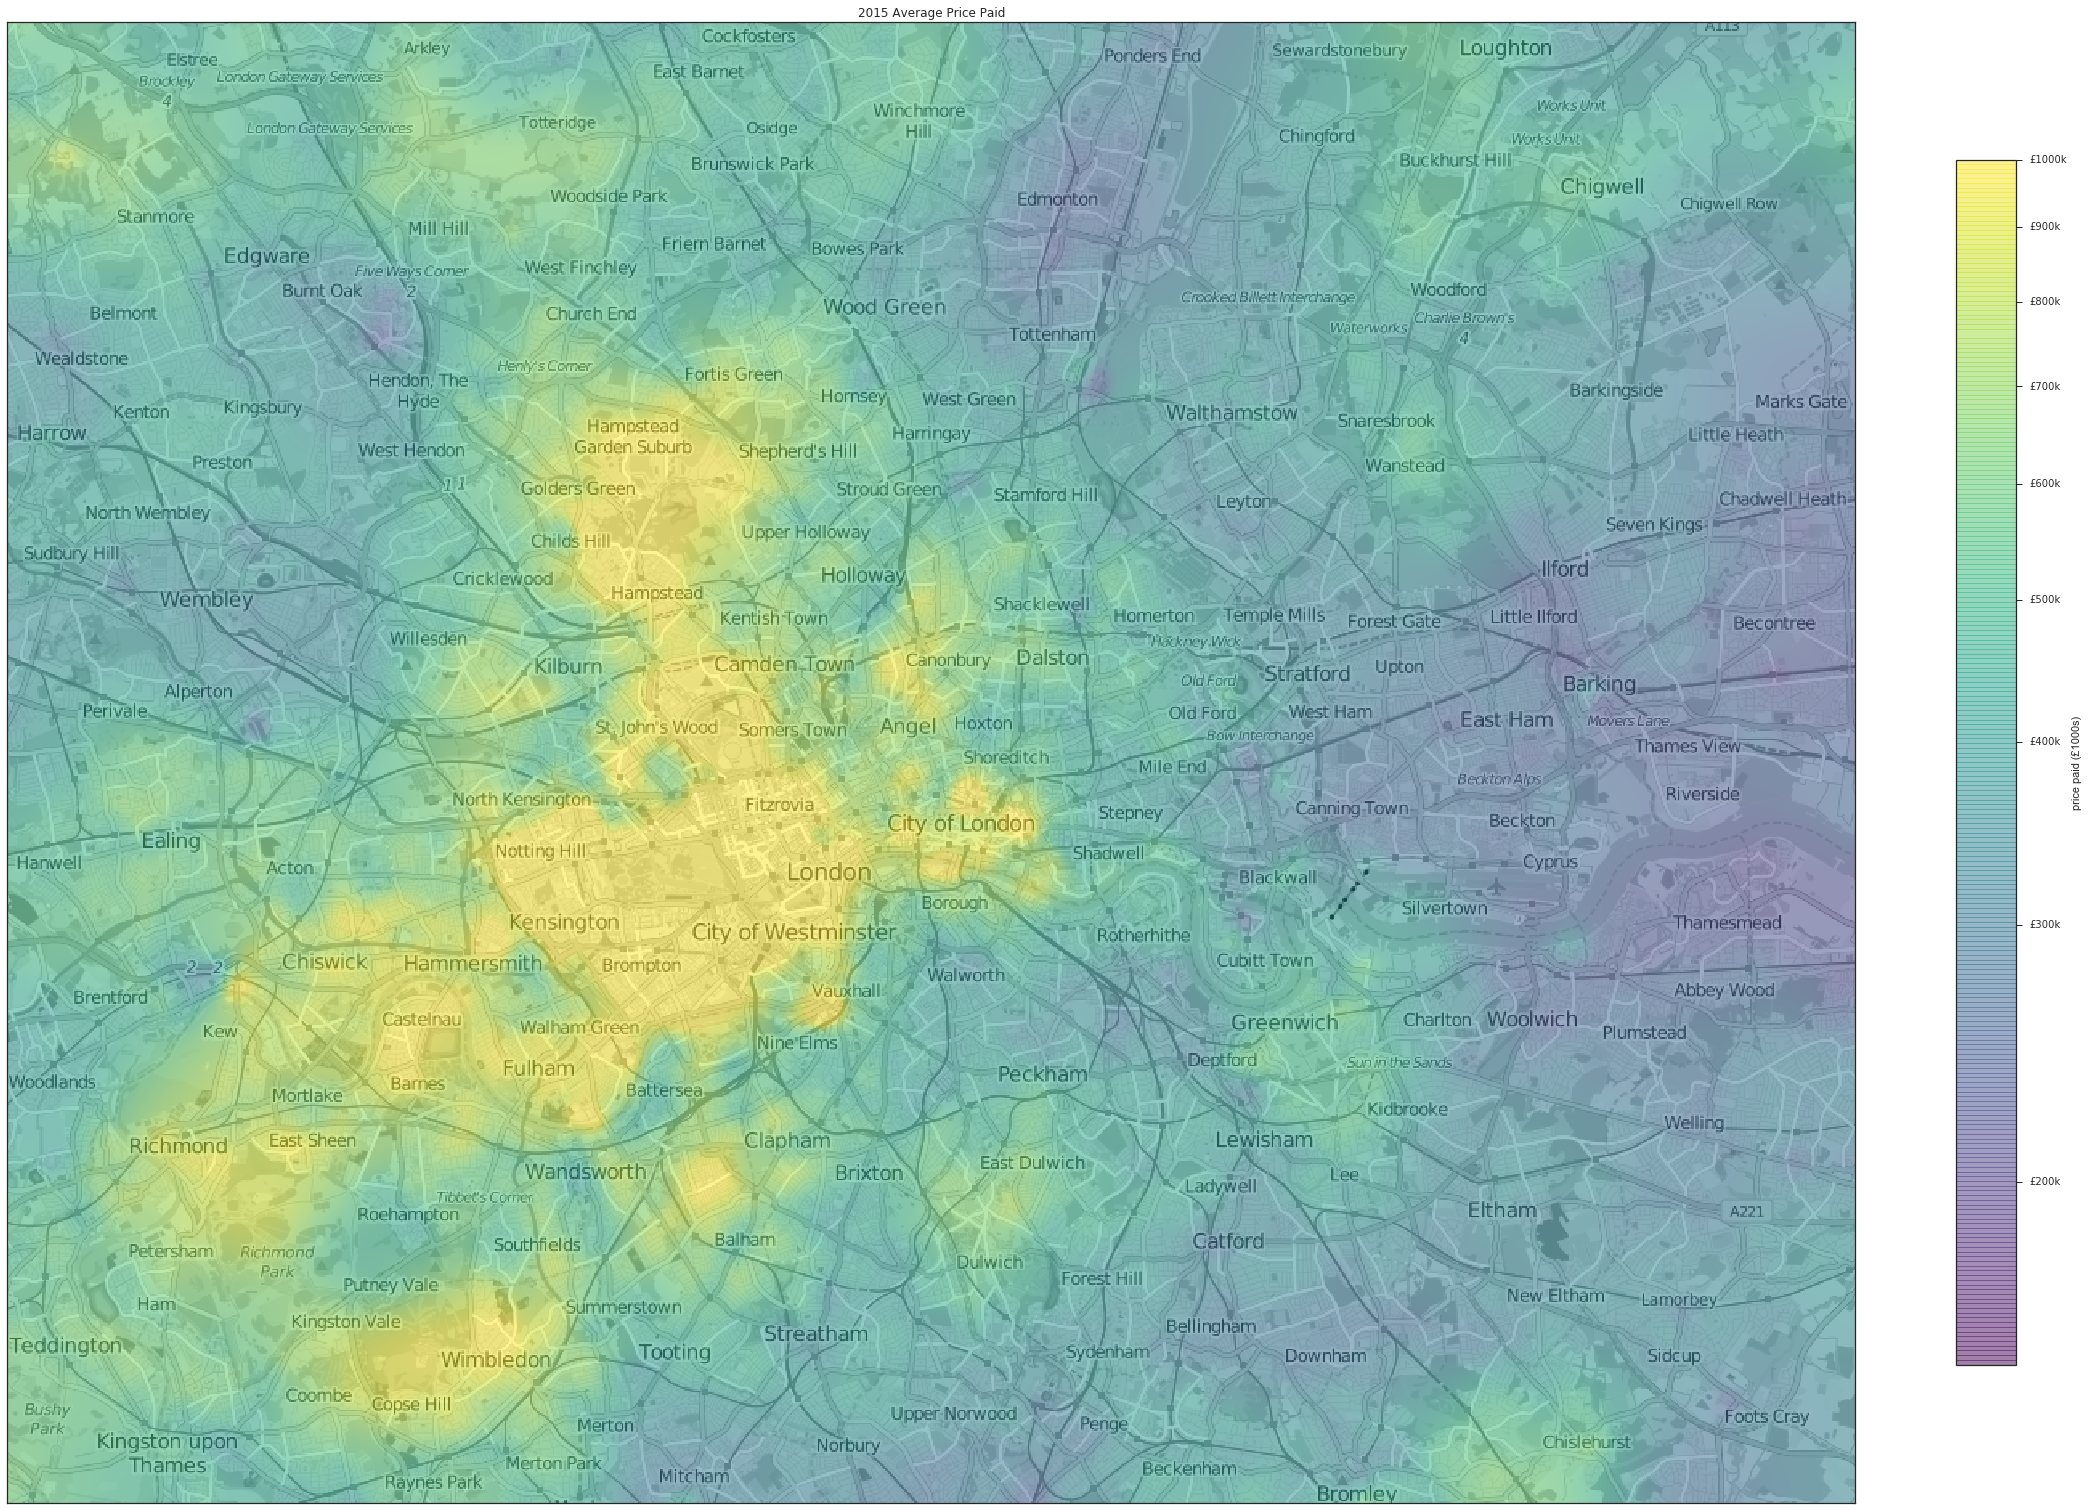 2015 Average Price Paid
Cockfosters
A113
Arkley
Loughton
Sewardstonebury
Ponders End
Elstree
East Barnet
Brockley
4
London Gateway Services
Works Unit
Winchmore
Hill
Totteridge
London Gateway Services
Osidge
Chingford
Works Unit
Brunswick Park
Buckhurst Hill
Chigwell
Woodside Park
Edmonton
Chigwell Row
Stanmore
Mill Hill
Friern Barnet
Bowes Park
Edgware
Five Ways Corner
2
West Finchley
Burnt Oak
Woodford
Crooked Billett Interchange
Belmont
Church End
Wood Green
Charlie Brown's
4
Waterworks
Tottenham
Wealdstone
Henly's Corner
Fortis Green
Hendon, The
Hyde
Barkingside
Hornsey
West Green
Marks Gate
Kenton
Kingsbury
Walthamstow
Snaresbrook
Hampstead
Garden Suburb
Harrow
Harringay
Little Heath
West Hendon
Shepherd's Hill
Preston
Wanstead
11
Golders Green
Stroud Green
Stamford Hill
Leyton
Chadwell Heath
North Wembley
Seven Kings
Upper Holloway
Childs Hill
Sudbury Hill
Ilford
Cricklewood
Holloway
Hampstead
Wembley
Shacklewell
Kentish Town
Homerton
Temple Mills
Forest Gate
Little Ilford
Becontree
Willesden
Hackney Wick
Kilburn
Camden Town
Canonbury
Dalston
Stratford
Upton
Old Ford
Barking
Alperton
Perivale
Old Ford
West Ham
East Ham
Movers Lane
St. John's Wood
Somers Town
Angel
Hoxton
Bow Interchange
Thames View
Shoreditch
Mile End
Beckton Alps
Riverside
North Kensington
Fitzrovia
Stepney
Canning Town
Beckton
City of London
Ealing
Notting Hill
Shadwell
Hanwell
Acton
London
Cyprus
Blackwall
Borough
Silvertown
Kensington
City of Westminster
Rotherhithe
Thamesmead
Chiswick
Hammersmith
Brompton
Cubitt Town
2—2
Walworth
Brentford
Vauxhall
Abbey Wood
Castelnau
Walham Green
Greenwich
Charlton
Woolwich
Kew
Nine Elms
Plumstead
Fulham
Deptford
Sun in the Sands
Woodlands
Barnes
Battersea
Peckham
Mortlake
Kidbrooke
Welling
Richmond
East Sheen
Clapham
Lewisham
Wandsworth
Brixton
East Dulwich
Lee
Tibbet's Corner
Ladywell
Roehampton
Eltham
A221
Southfields
Balham
Catford
Petersham
Richmond
Park
Dulwich
Putney Vale
Forest Hill
Ham
Summerstown
New Eltham
Lamorbey
Kingston Vale
Streatham
Bellingham
Teddington
Wimbledon
Tooting
Sydenham
Downham
Sidcup
Coombe
Copse Hill
Bushy
Park
Merton
Upper Norwood
Penge
Foots Cray
Kingston upon
Thames
Norbury
Chislehurst
Merton Park
Mitcham
Beckenham
Raynes Park
Bromley
£1000k
£900k
£800k
£700k
£600k
£500k
£400k
£300k
£200k
price paid (£1000s)